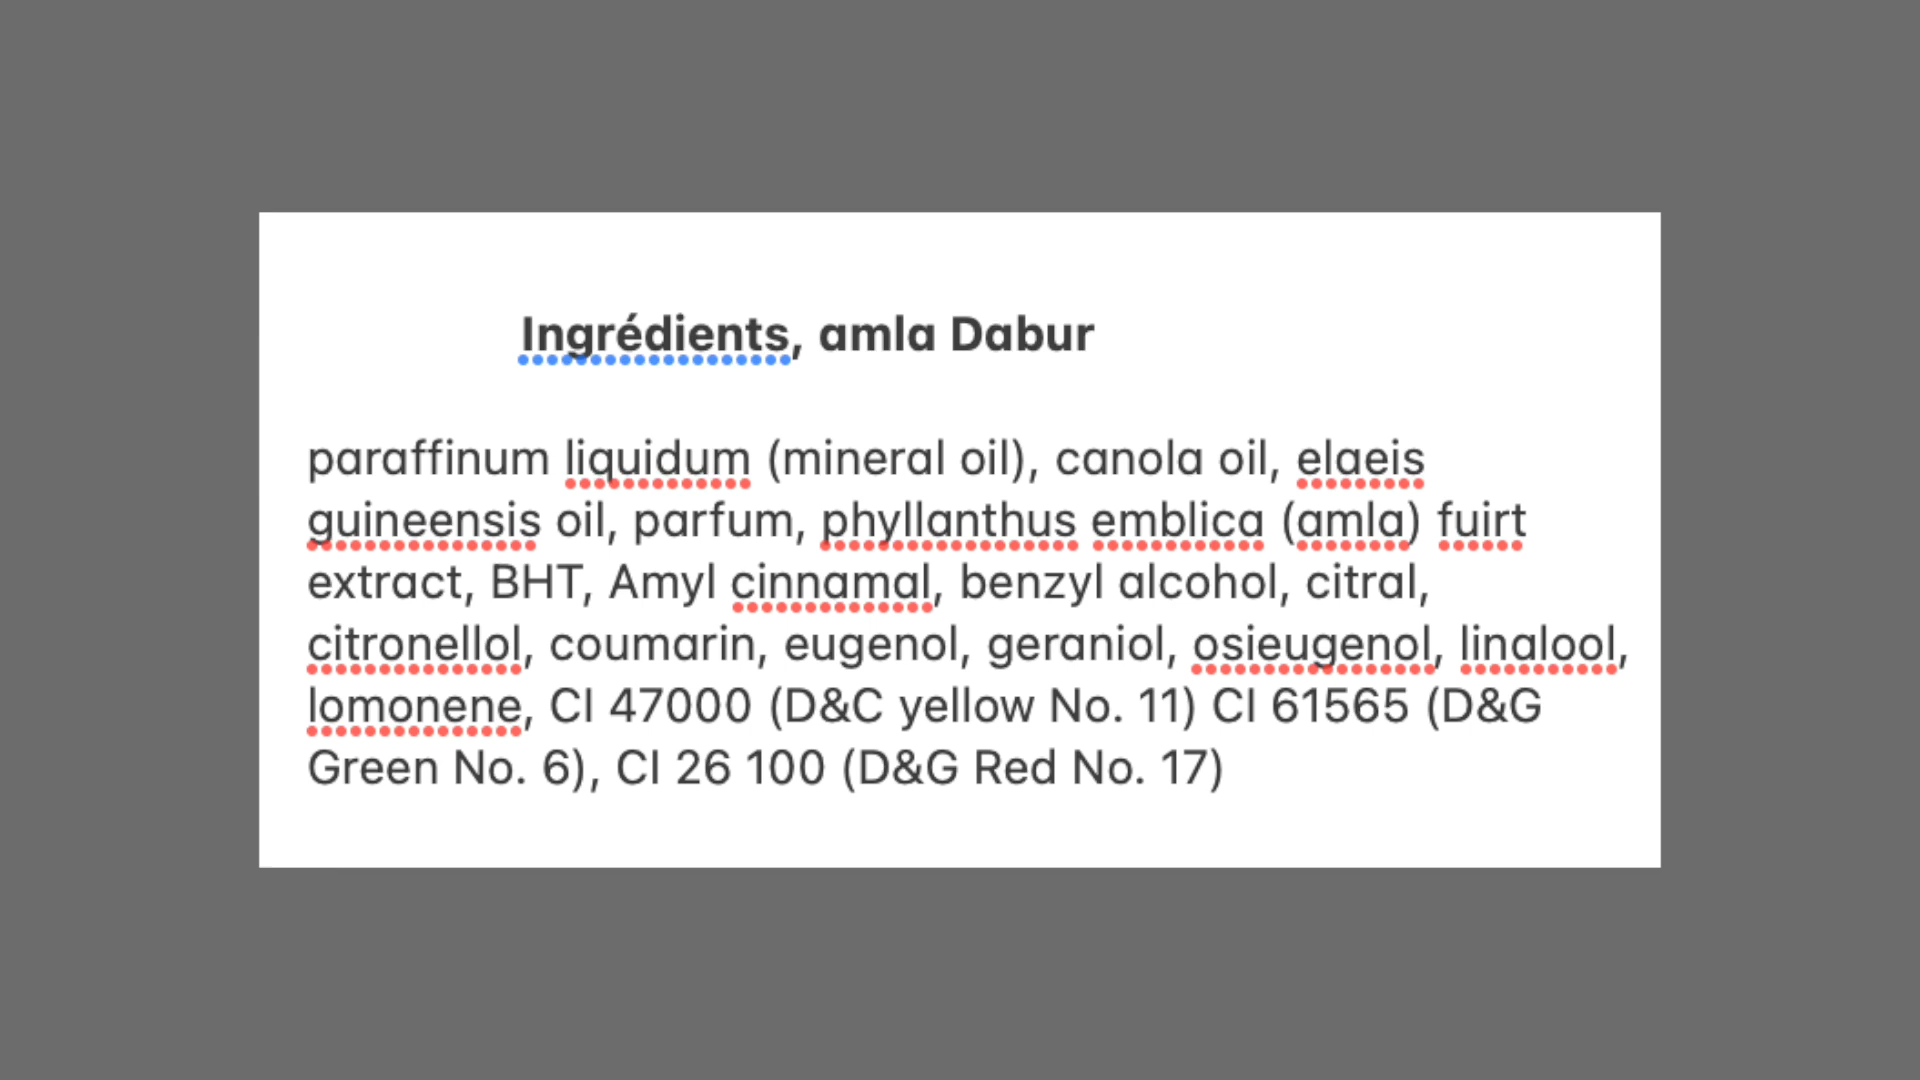 Ingrédients, amla Dabur
paraffinum liquidum (mineral oil), canola oil, elaeis
guineensis oil, parfum, phyllanthus emblica (amla) fuirt
extract, BHT, Amyl cinnamal, benzyl alcohol, citral,
citronellol, coumarin, eugenol, geraniol, osieugenol, linalool,
lomonene, CI 47000 (D&C yellow No. 11) CI 61565 (D&G
Green No. 6), CI 26 100 (D&G Red No. 17)